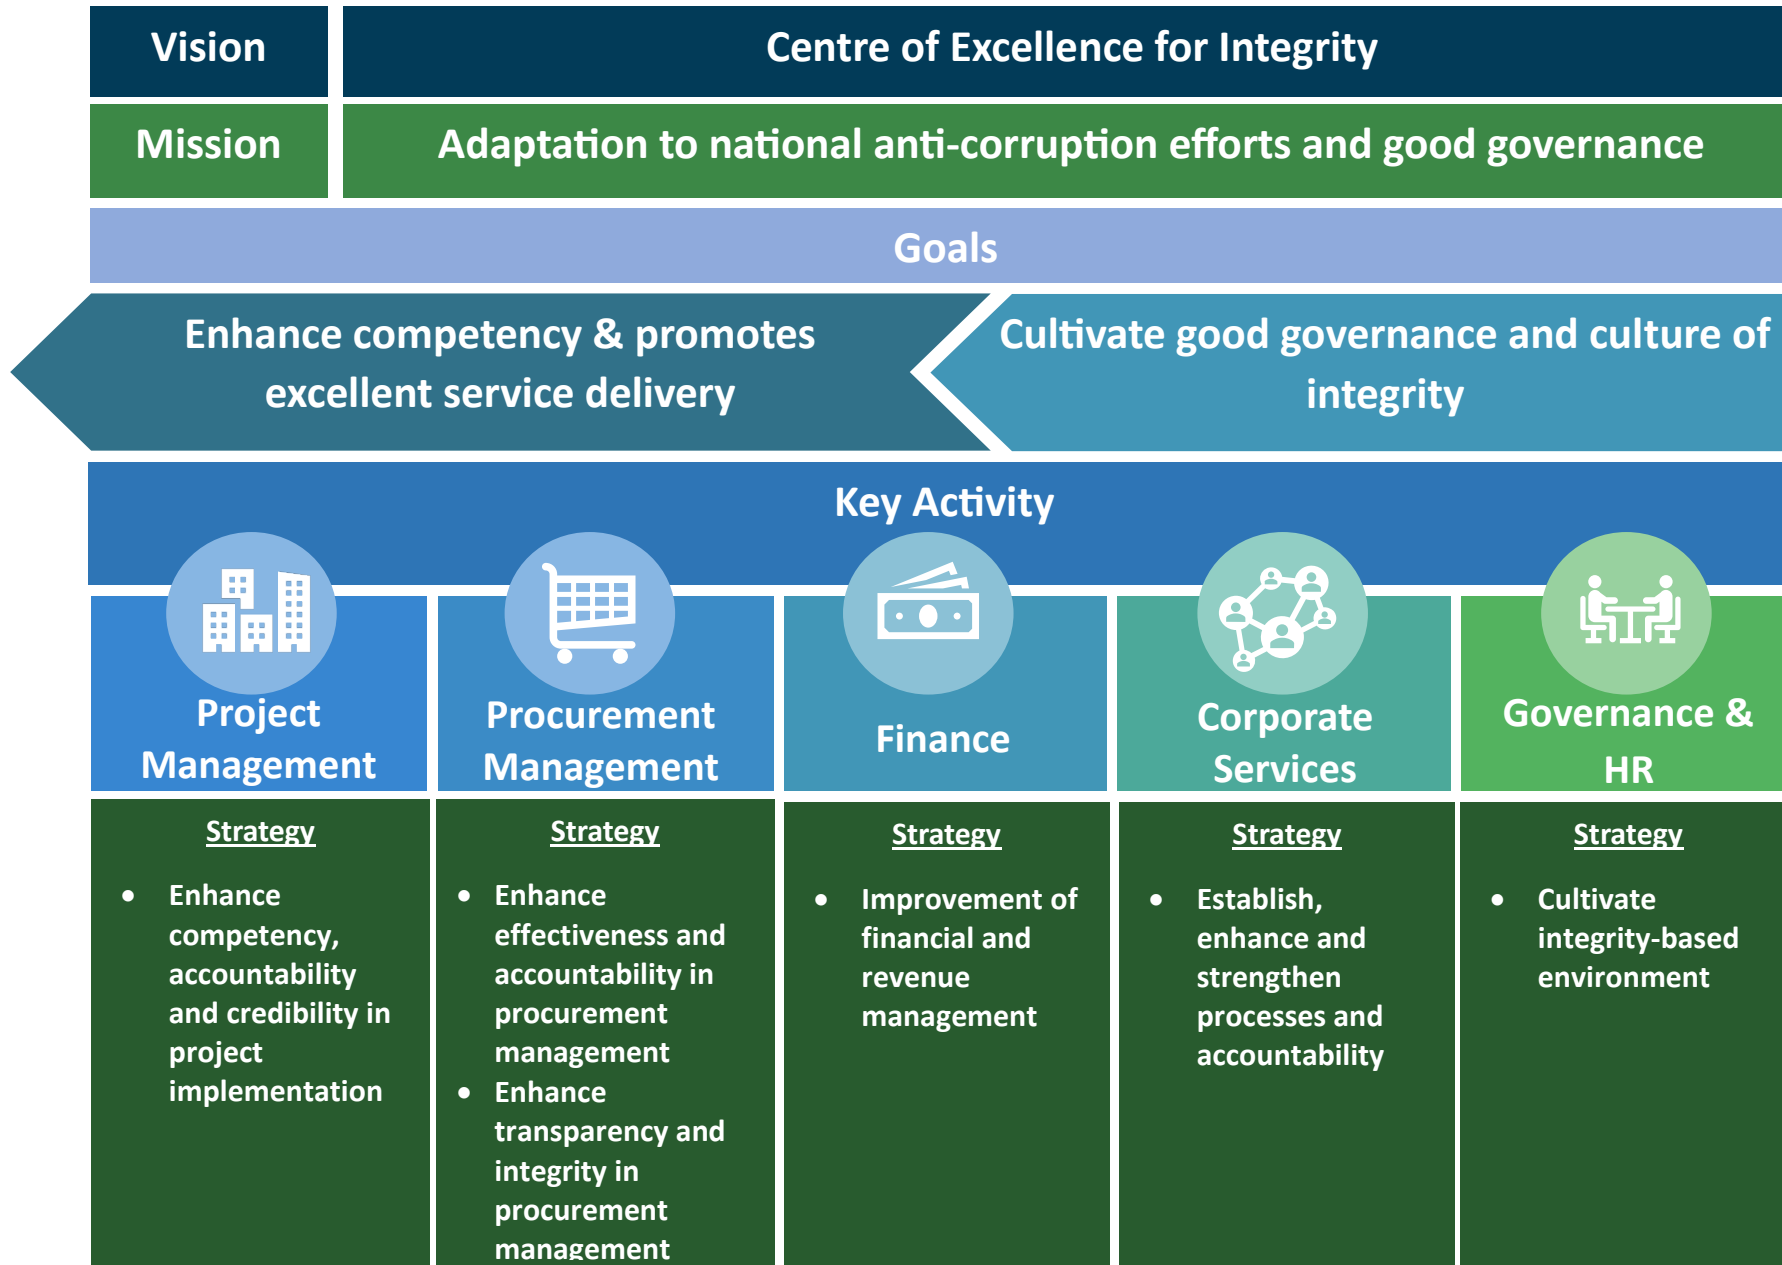 Vision
Centre of Excellence for Integrity
Mission
Adaptation to national anti-corruption efforts and good governance
Goals
Enhance competency & promotes
excellent service delivery
Cultivate good governance and culture of
integrity
Key Activity
Project
Management
Procurement
Management
Finance
Corporate
Services
Governance &
HR
Strategy
• Enhance
competency,
accountability
and credibility in
project
implementation
Strategy
• Enhance
effectiveness and
accountability in
procurement
management
• Enhance
transparency and
integrity in
procurement
management
Strategy
• Improvement of
financial and
revenue
management
Strategy
• Establish,
enhance and
strengthen
processes and
accountability
Strategy
• Cultivate
integrity-based
environment